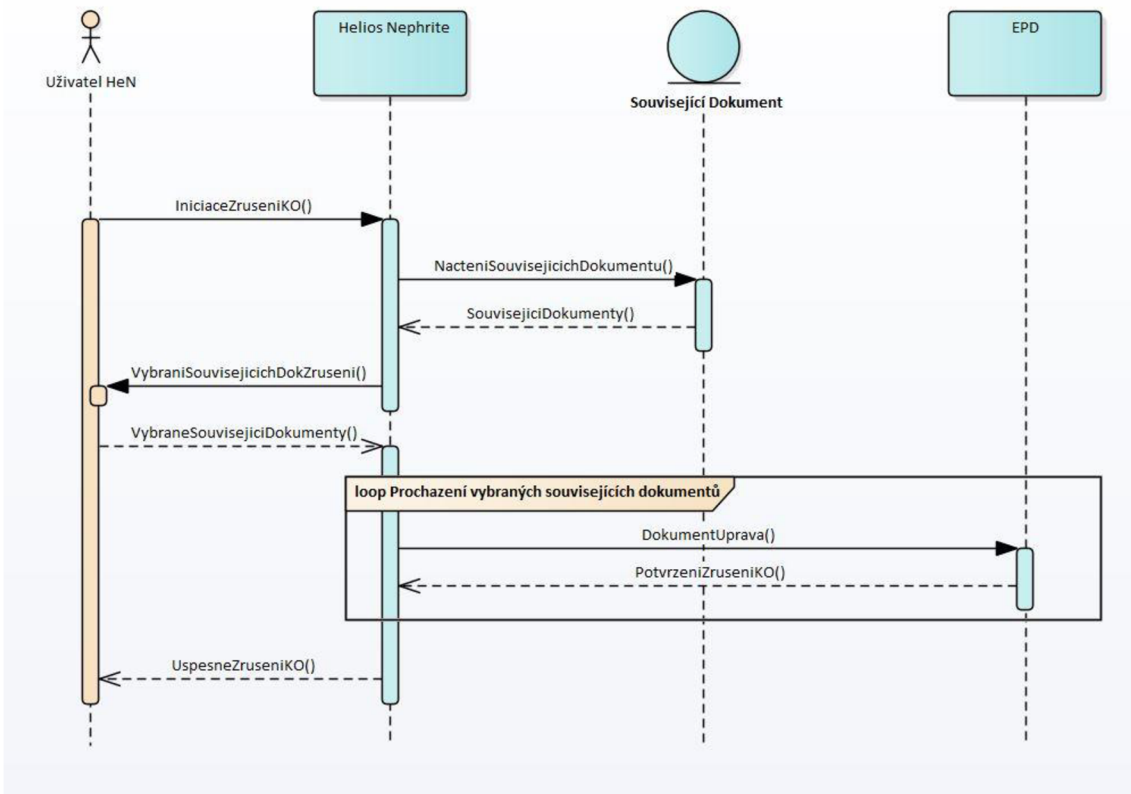 Helios Nephrite
EPD
Uživatel HeN
Související Dokument
IniciaceZruseniKO()
NacteniSouvisejicichDokumentu()
SouvisejiciDokumenty()
VybraniSouvisejicichDokZruseni()
VybraneSouvisejiciDokumenty()
loop Prochazení vybraných souvisejících dokumentů
DokumentUprava()
PotvrzeniZruseniKO()
UspesneZruseniKO()